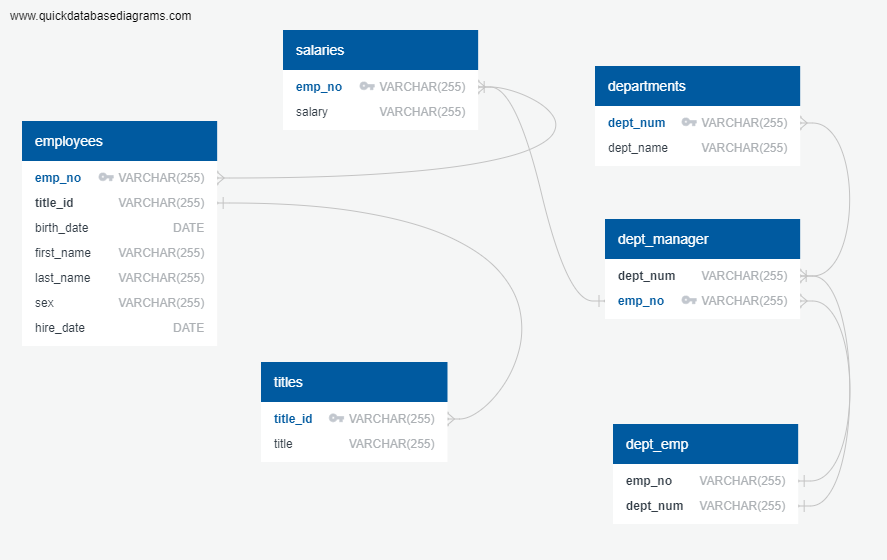 www.quickdatabasediagrams.com
salaries
emp_no VARCHAR(255)
salary VARCHAR(255)
departments
dept_num VARCHAR(255)
dept_name VARCHAR(255)
employees
emp_no VARCHAR(255)
title_id VARCHAR(255)
birth_date DATE
first_name VARCHAR(255)
last_name VARCHAR(255)
sex VARCHAR(255)
hire_date DATE
dept_manager
dept_num VARCHAR(255)
emp_no VARCHAR(255)
titles
title_id VARCHAR(255)
title VARCHAR(255)
dept_emp
emp_no VARCHAR(255)
dept_num VARCHAR(255)